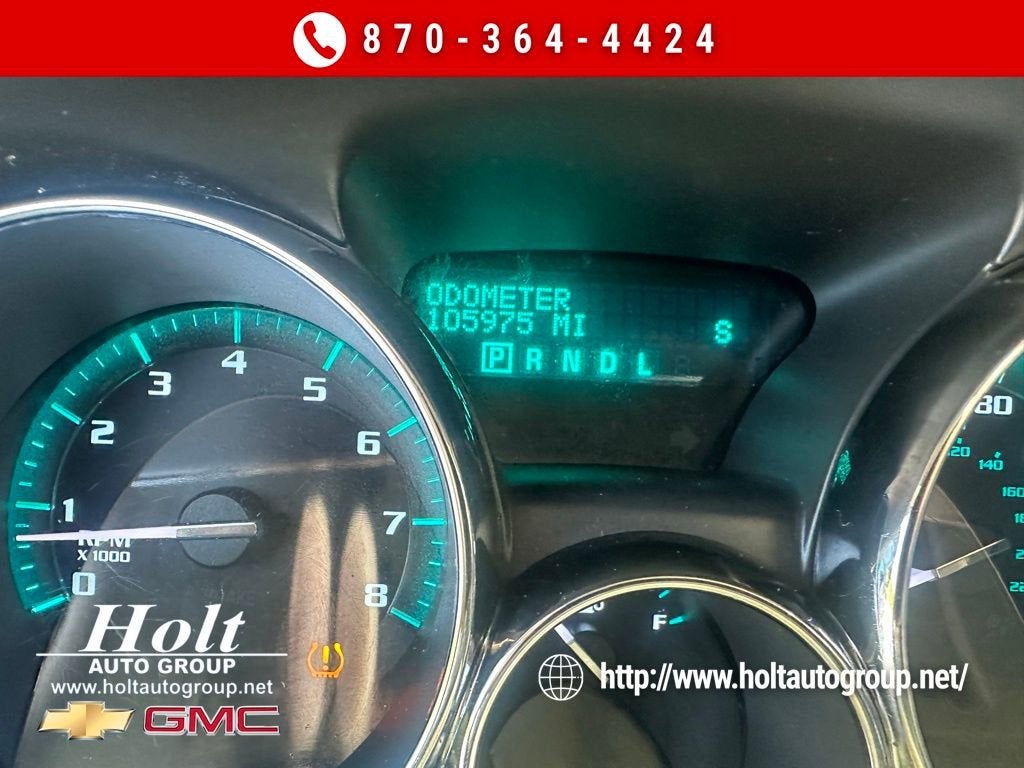 870-364-4424
ODOMETER
105975 MI
S
P R N D L
0
1
2
3
4
5
6
7
8
RPM
X 1000
80
120
140
160
F
Holt
AUTO GROUP
www.holtautogroup.net
GMC
http://www.holtautogroup.net/